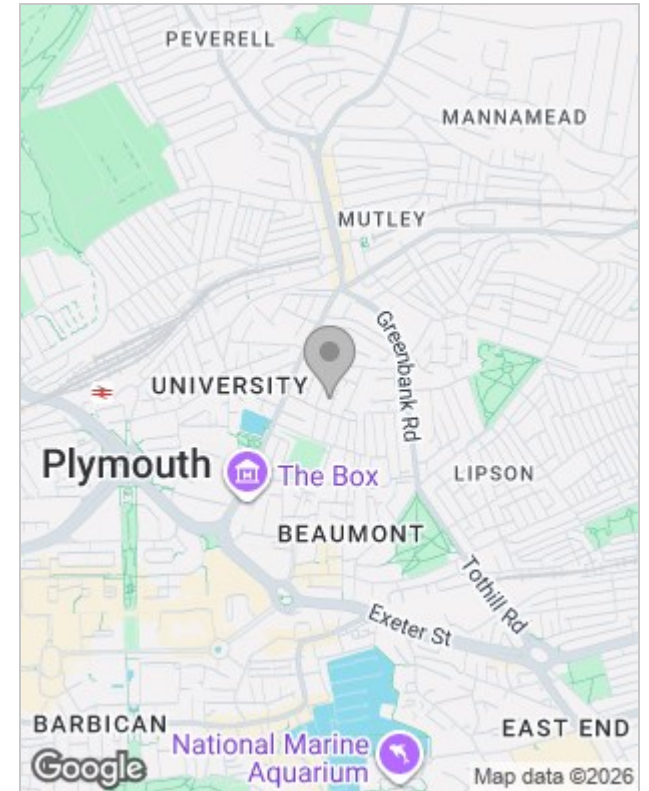 PEVERELL
MANNAMEAD
MUTLEY
Greenbank Rd
UNIVERSITY
Plymouth
The Box
LIPSON
BEAUMONT
Tothill Rd
Exeter St
BARBICAN
EAST END
National Marine
Aquarium
Google
Map data ©2026